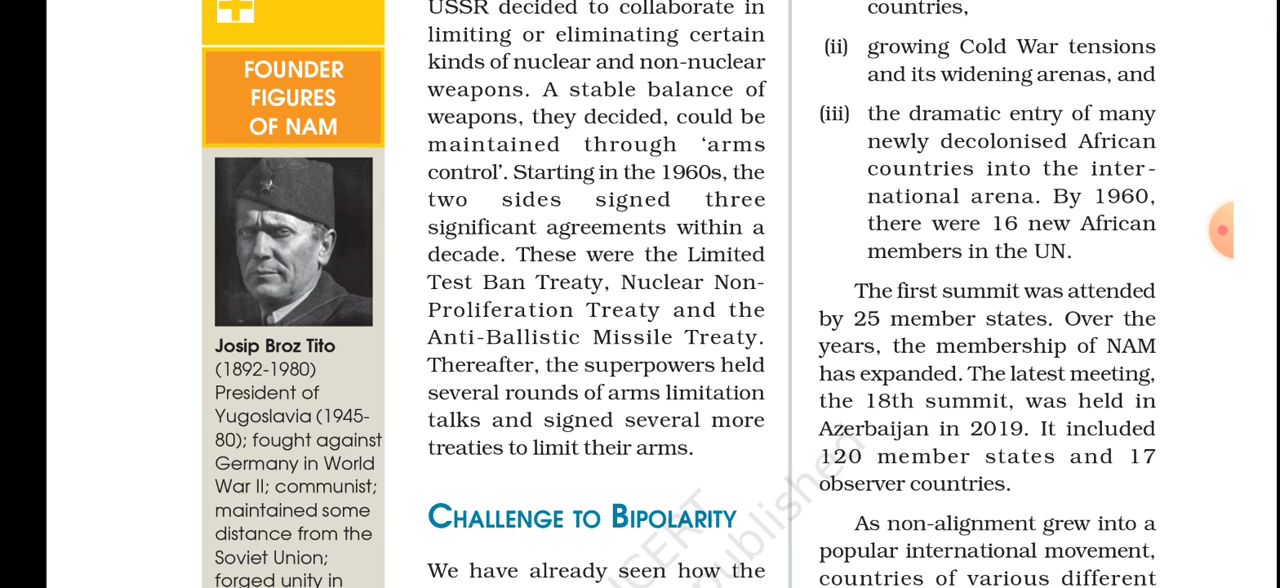 FOUNDER
FIGURES
OF NAM
Josip Broz Tito
(1892-1980)
President of
Yugoslavia (1945-
80); fought against
Germany in World
War II; communist;
maintained some
distance from the
Soviet Union;
forged unity in
USSR decided to collaborate in
limiting or eliminating certain
kinds of nuclear and non-nuclear
weapons. A stable balance of
weapons, they decided, could be
maintained through ‘arms
control’. Starting in the 1960s, the
two sides signed three
significant agreements within a
decade. These were the Limited
Test Ban Treaty, Nuclear Non-
Proliferation Treaty and the
Anti-Ballistic Missile Treaty.
Thereafter, the superpowers held
several rounds of arms limitation
talks and signed several more
treaties to limit their arms.
CHALLENGE TO BIPOLARITY
We have already seen how the
countries,
(ii) growing Cold War tensions
and its widening arenas, and
(iii) the dramatic entry of many
newly decolonised African
countries into the inter-
national arena. By 1960,
there were 16 new African
members in the UN.
The first summit was attended
by 25 member states. Over the
years, the membership of NAM
has expanded. The latest meeting,
the 18th summit, was held in
Azerbaijan in 2019. It included
120 member states and 17
observer countries.
As non-alignment grew into a
popular international movement,
countries of various different